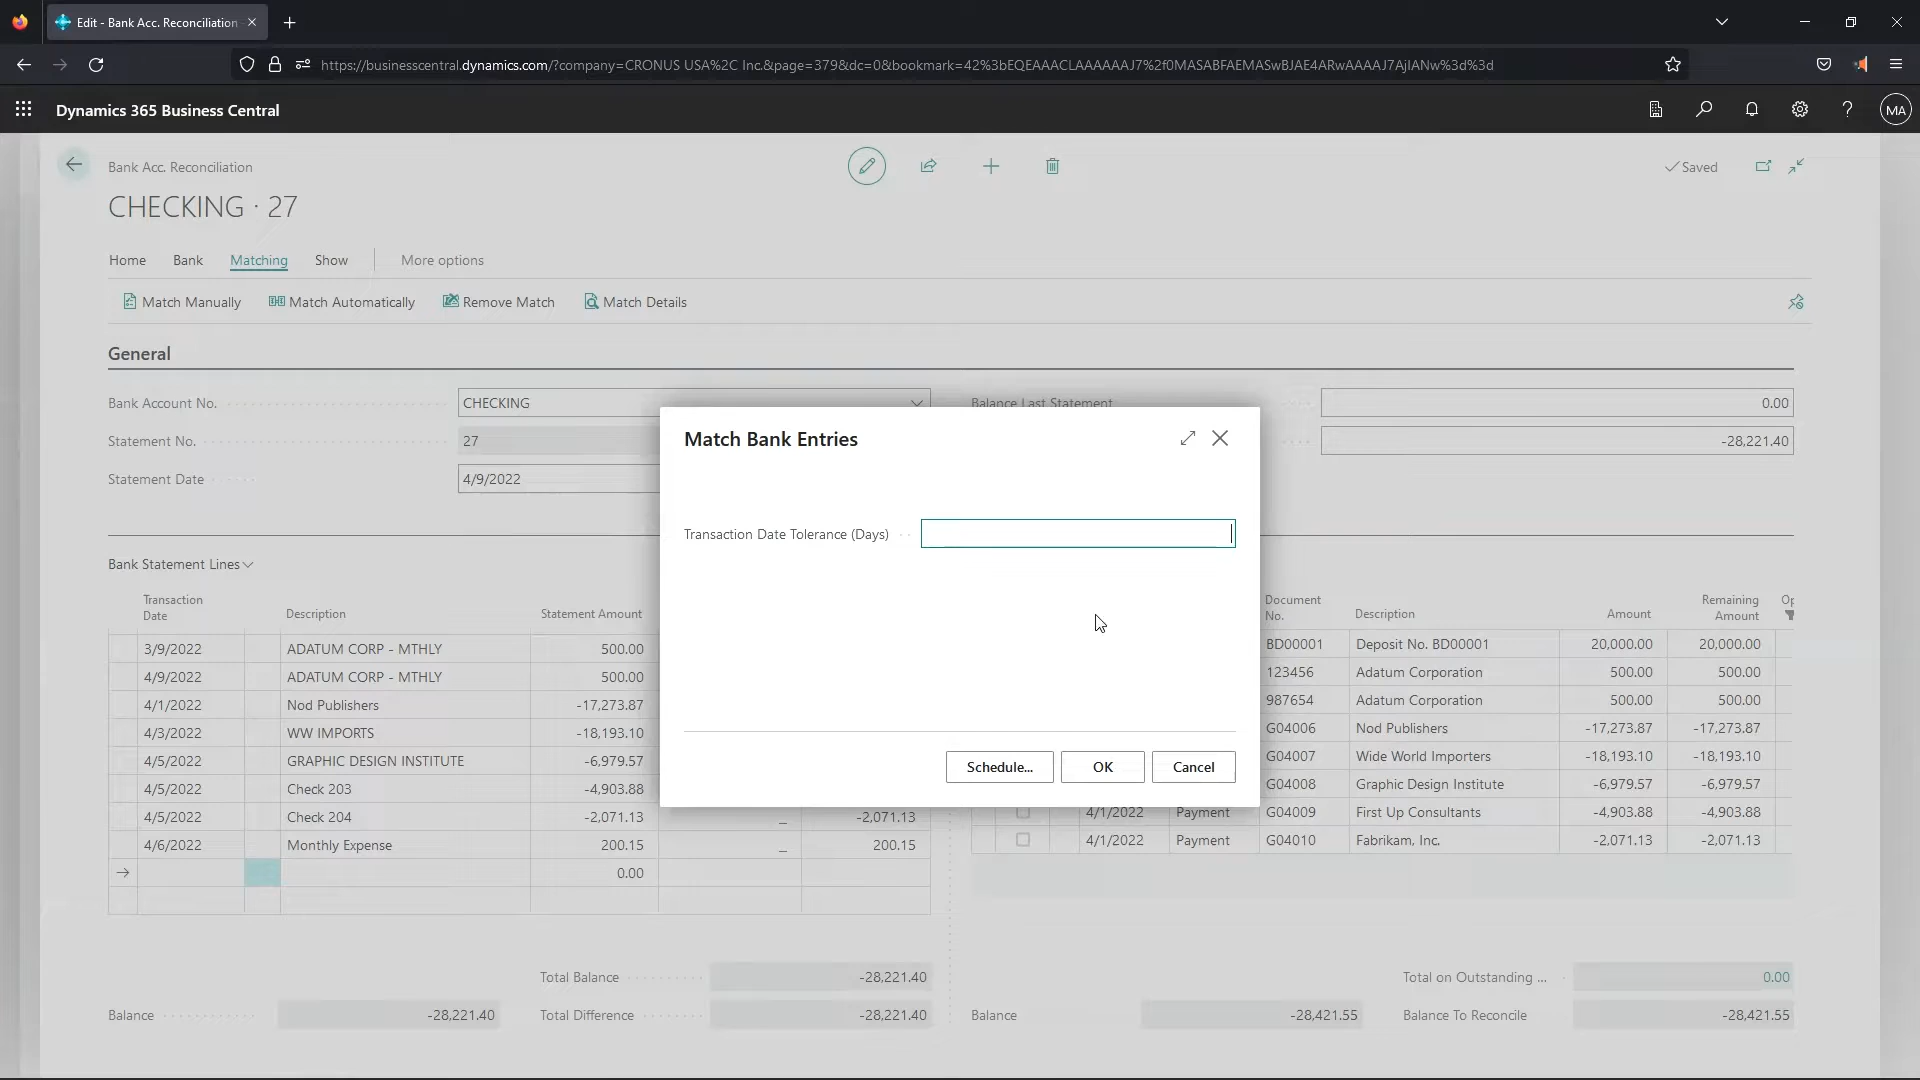 Edit - Bank Acc. Reconciliation
https://businesscentral.dynamics.com/?company=CRONUS USA%2C Inc.&page=379&dc=0&bookmark=42%3bEQEAAACLAAAAAAJ7%2f0MASABFAEMASwBJAE4ARwAAAAJ7AjIANw%3d%3d
Dynamics 365 Business Central
MA
Bank Acc. Reconciliation
Saved
CHECKING · 27
Home Bank Matching Show More options
Match Manually Match Automatically Remove Match Match Details
General
Bank Account No. CHECKING Balance Last Statement 0.00
Statement No. 27 -28,221.40
Statement Date 4/9/2022
Match Bank Entries
Transaction Date Tolerance (Days)
Schedule... OK Cancel
Bank Statement Lines
Transaction Date Description Statement Amount
3/9/2022 ADATUM CORP - MTHLY 500.00
4/9/2022 ADATUM CORP - MTHLY 500.00
4/1/2022 Nod Publishers -17,273.87
4/3/2022 WW IMPORTS -18,193.10
4/5/2022 GRAPHIC DESIGN INSTITUTE -6,979.57
4/5/2022 Check 203 -4,903.88
4/5/2022 Check 204 -2,071.13 _ -2,071.13
4/6/2022 Monthly Expense 200.15 _ 200.15
0.00
Document No. Description Amount Remaining Amount Op
BD00001 Deposit No. BD00001 20,000.00 20,000.00
123456 Adatum Corporation 500.00 500.00
987654 Adatum Corporation 500.00 500.00
G04006 Nod Publishers -17,273.87 -17,273.87
G04007 Wide World Importers -18,193.10 -18,193.10
G04008 Graphic Design Institute -6,979.57 -6,979.57
4/1/2022 Payment G04009 First Up Consultants -4,903.88 -4,903.88
4/1/2022 Payment G04010 Fabrikam, Inc. -2,071.13 -2,071.13
Total Balance -28,221.40 Total on Outstanding ... 0.00
Balance -28,221.40 Total Difference -28,221.40 Balance -28,421.55 Balance To Reconcile -28,421.55